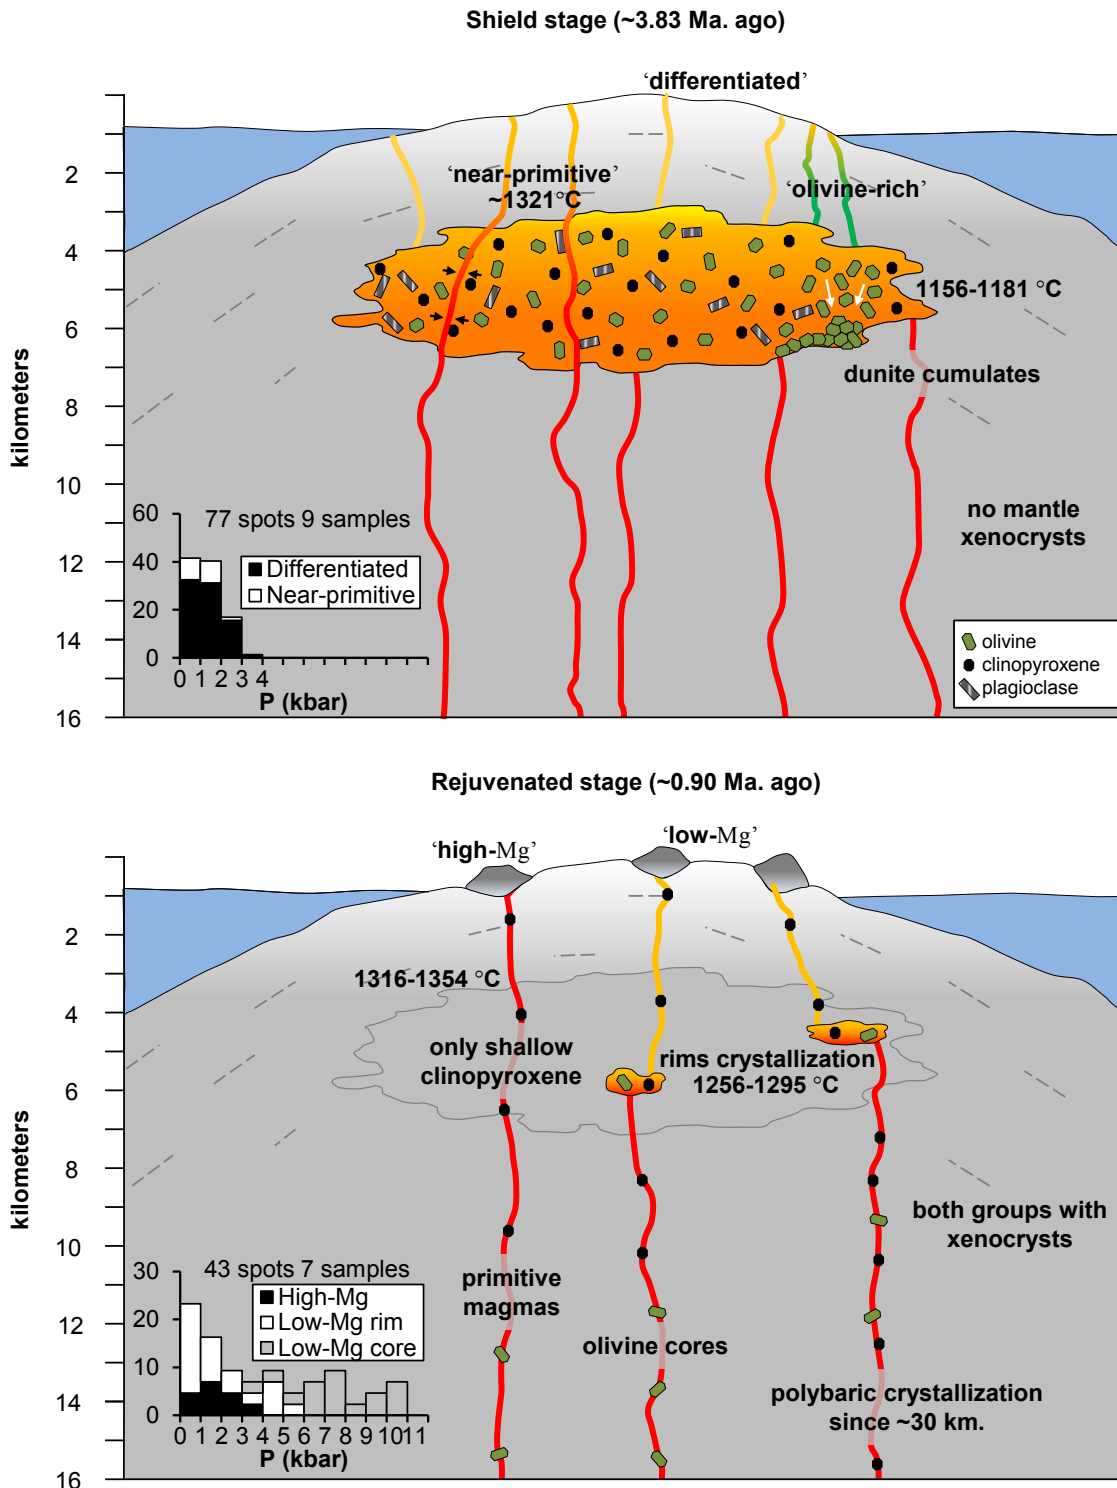 Shield stage (~3.83 Ma. ago)
'differentiated'
'near-primitive'
~1321°C
'olivine-rich'
2
4
1156-1181 °C
6
dunite cumulates
8
kilometers
10
no mantle
xenocrysts
60
77 spots 9 samples
40
Differentiated
Near-primitive
20
0
0 1 2 3 4
P (kbar)
12
14
16
olivine
clinopyroxene
plagioclase
Rejuvenated stage (~0.90 Ma. ago)
'high-Mg'
'low-Mg'
2
1316-1354 °C
4
only shallow
clinopyroxene
rims crystallization
1256-1295 °C
6
8
kilometers
both groups with
xenocrysts
10
primitive
magmas
30
43 spots 7 samples
20
High-Mg
Low-Mg rim
Low-Mg core
10
0
0 1 2 3 4 5 6 7 8 9 1011
P (kbar)
12
olivine cores
polybaric crystallization
since ~30 km.
14
16